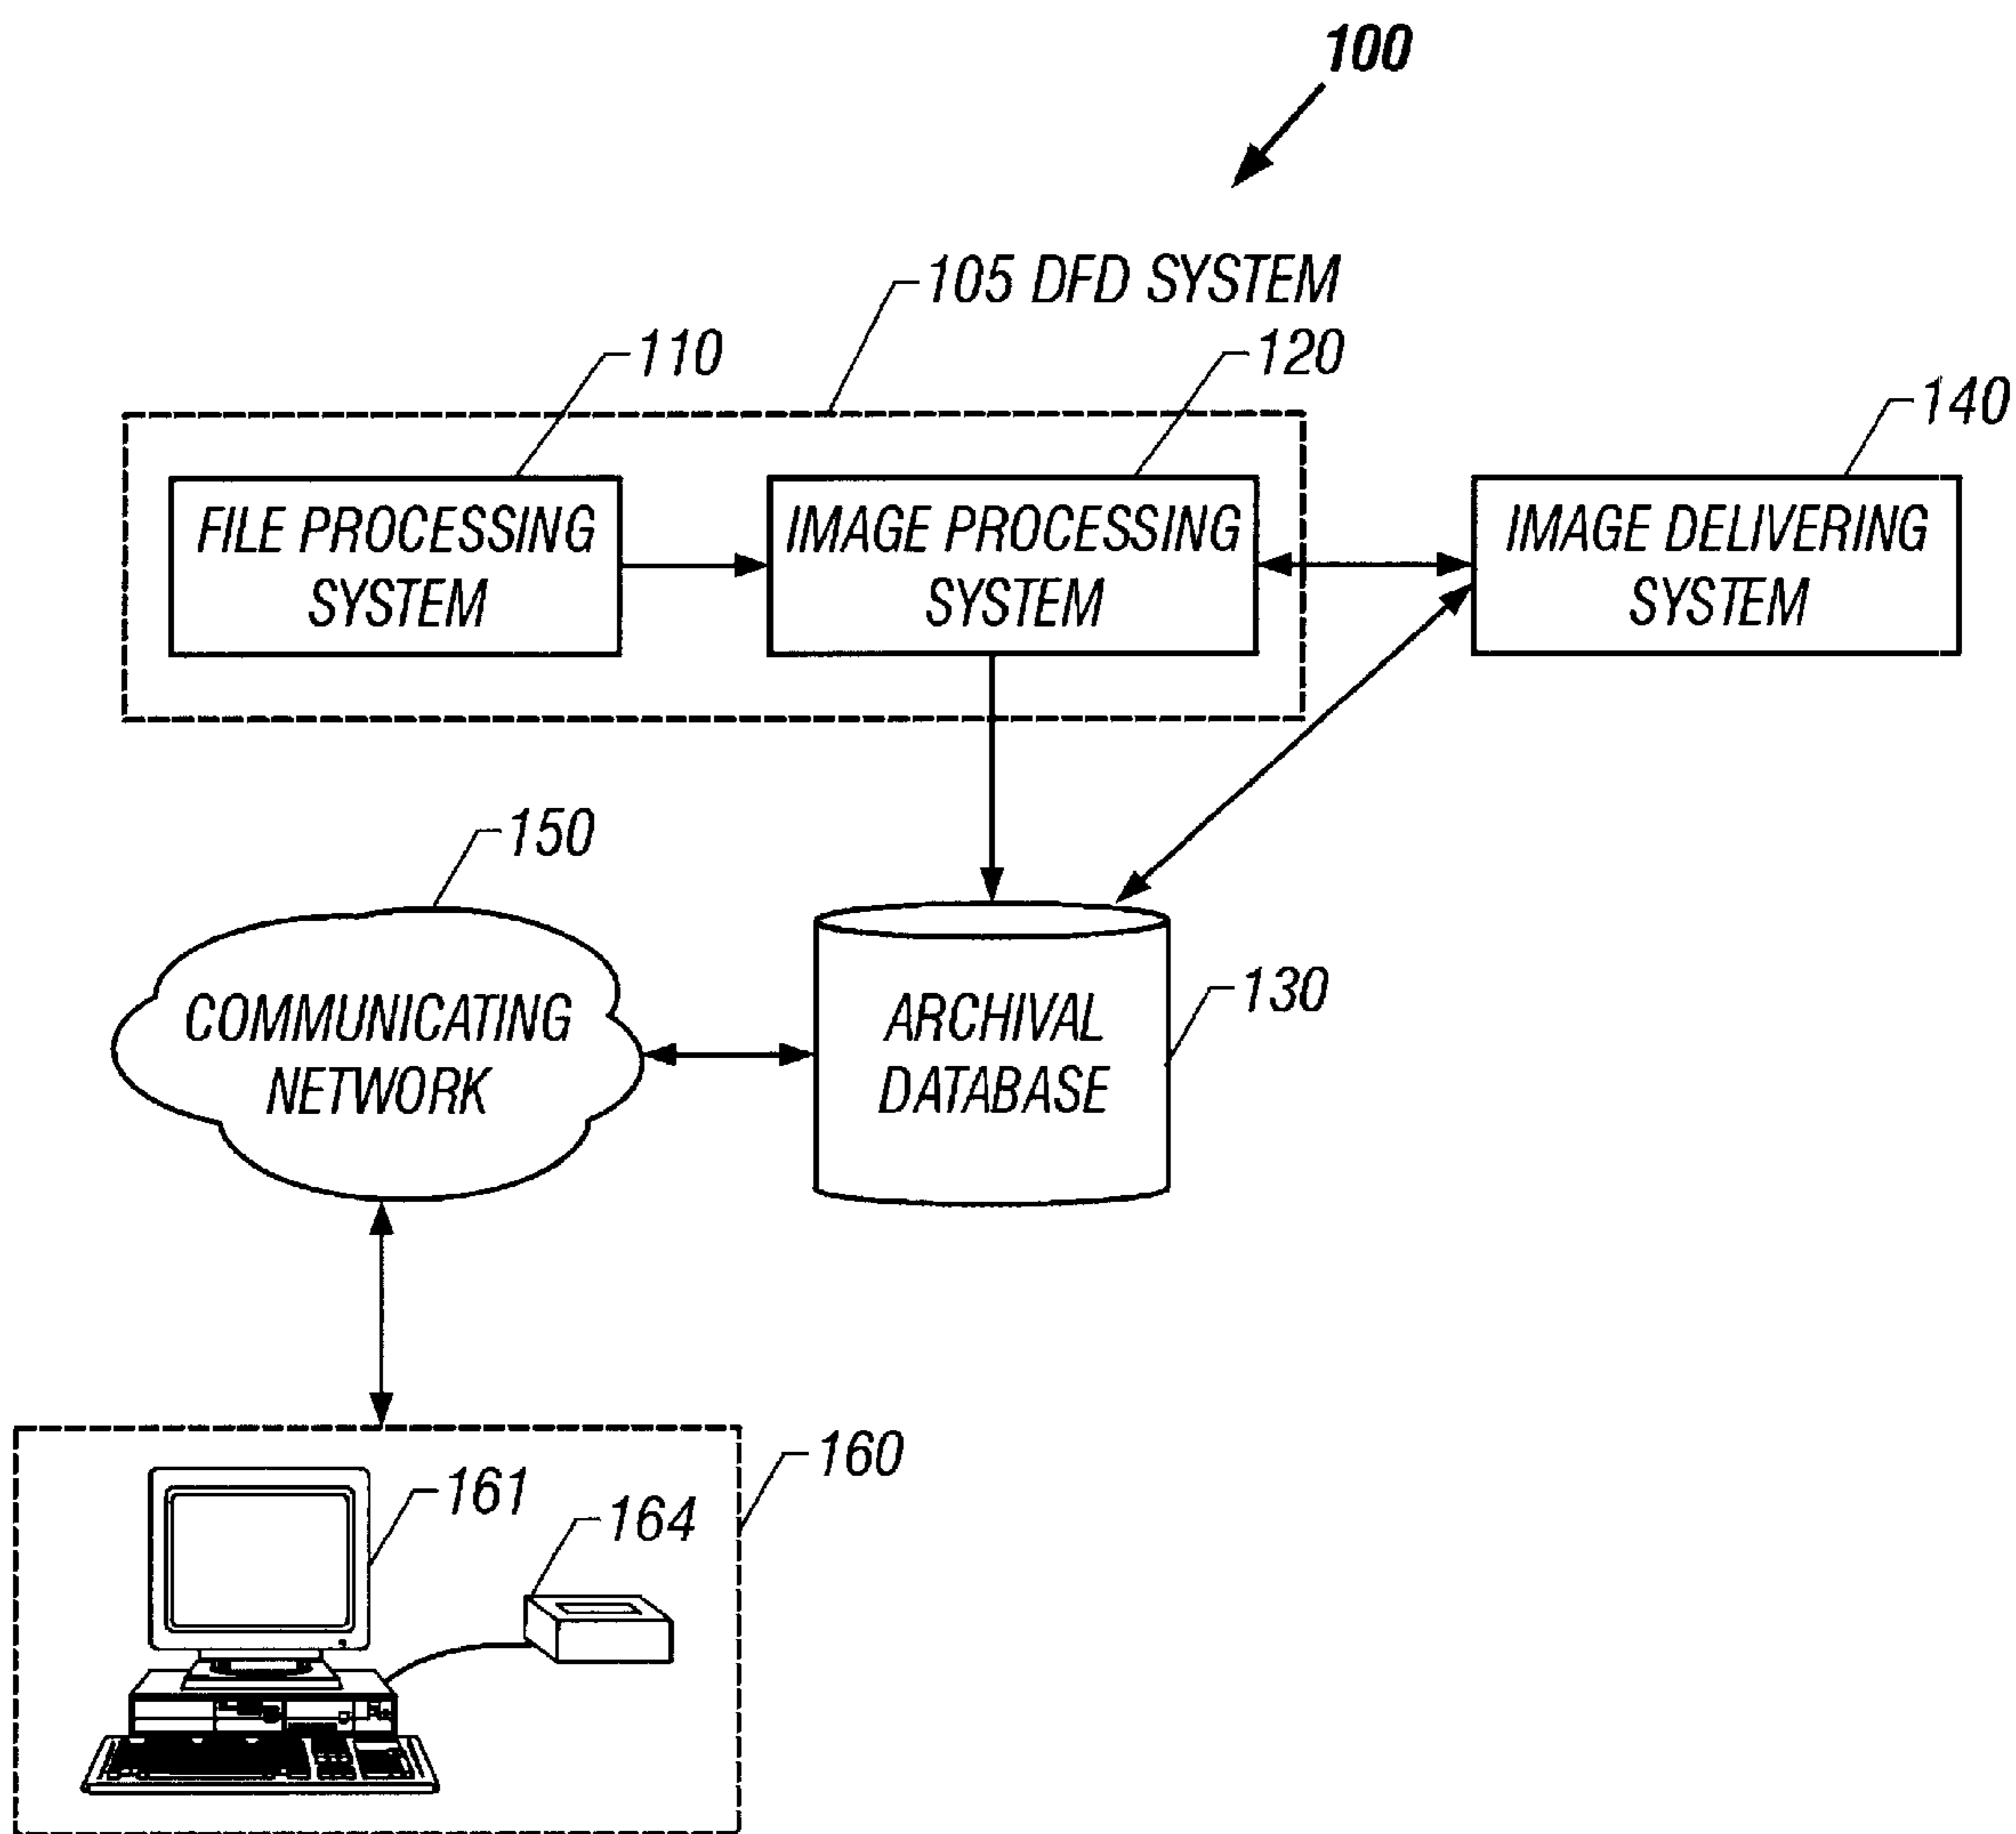 100
105 DFD SYSTEM
110
120
140
FILE PROCESSING
SYSTEM
IMAGE PROCESSING
SYSTEM
IMAGE DELIVERING
SYSTEM
150
COMMUNICATING
NETWORK
ARCHIVAL
DATABASE
130
160
161
164